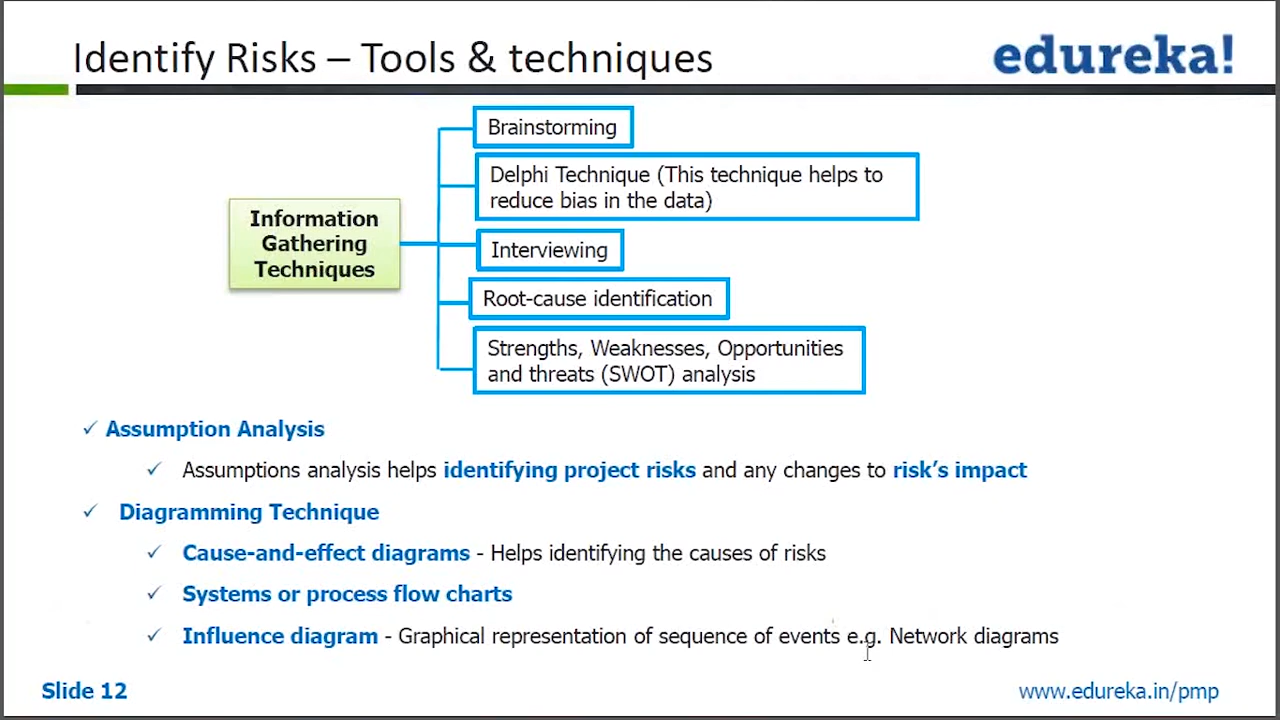 Identify Risks – Tools & techniques
edureka!
Brainstorming
Delphi Technique (This technique helps to
reduce bias in the data)
Information
Gathering
Techniques
Interviewing
Root-cause identification
Strengths, Weaknesses, Opportunities
and threats (SWOT) analysis
✓ Assumption Analysis
✓ Assumptions analysis helps identifying project risks and any changes to risk's impact
✓ Diagramming Technique
✓ Cause-and-effect diagrams - Helps identifying the causes of risks
✓ Systems or process flow charts
✓ Influence diagram - Graphical representation of sequence of events e.g. Network diagrams
Slide 12
www.edureka.in/pmp